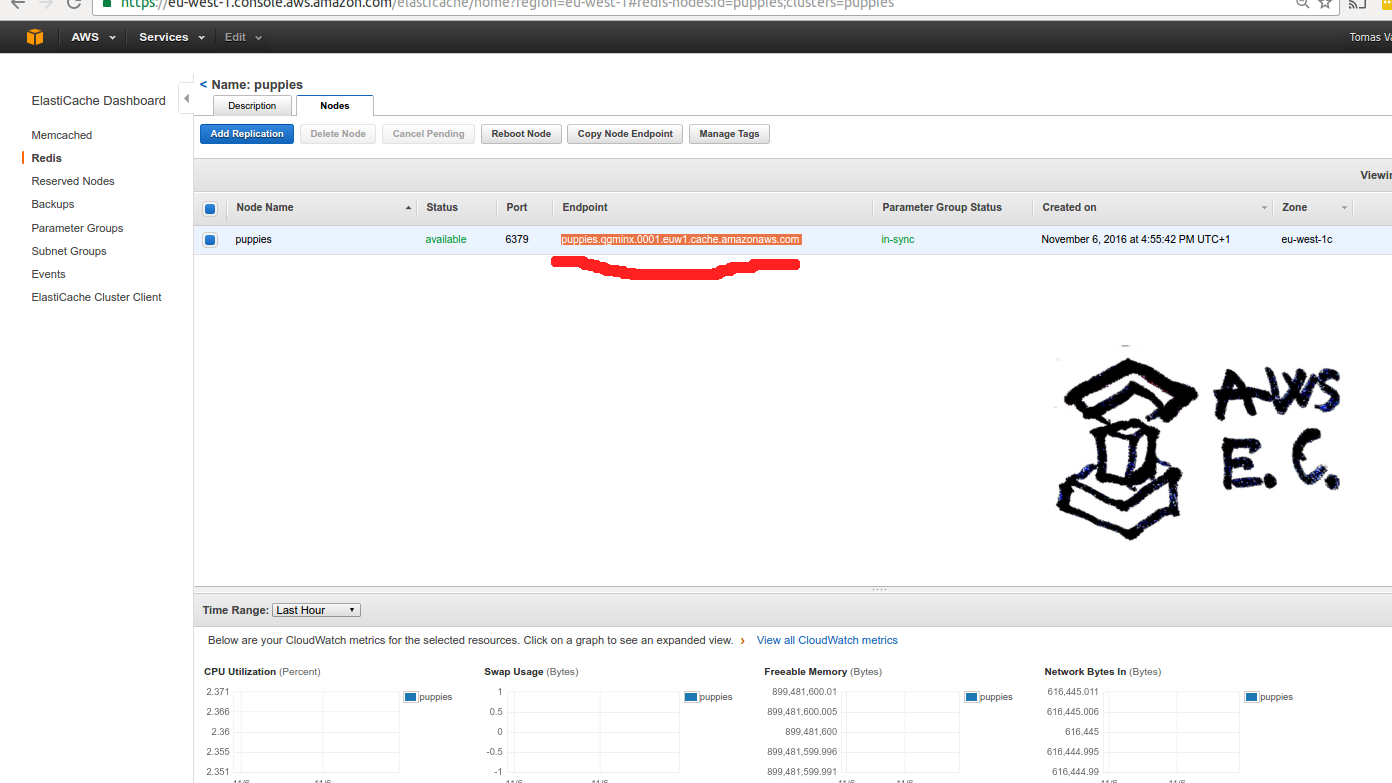 https://eu-west-1.console.aws.amazon.com/elasticache/home?region=eu-west-1#redis-nodes:id=puppies;clusters=puppies
AWS Services Edit Tomas
< Name: puppies
Description Nodes
ElastiCache Dashboard
Memcached
Redis
Reserved Nodes
Backups
Parameter Groups
Subnet Groups
Events
ElastiCache Cluster Client
Add Replication Delete Node Cancel Pending Reboot Node Copy Node Endpoint Manage Tags
Node Name Status Port Endpoint Parameter Group Status Created on Zone
puppies available 6379 puppies.qgminx.0001.euw1.cache.amazonaws.com in-sync November 6, 2016 at 4:55:42 PM UTC+1 eu-west-1c
AWS
E.C.
Time Range: Last Hour
Below are your CloudWatch metrics for the selected resources. Click on a graph to see an expanded view. › View all CloudWatch metrics
CPU Utilization (Percent)
2.371 puppies
2.366
2.36
2.355
2.351
Swap Usage (Bytes)
1 puppies
0.5
0
-0.5
-1
Freeable Memory (Bytes)
899,481,600.01 puppies
899,481,600.005
899,481,600
899,481,599.996
899,481,599.991
Network Bytes In (Bytes)
616,445.011 puppies
616,445.006
616,445
616,444.995
616,444.99